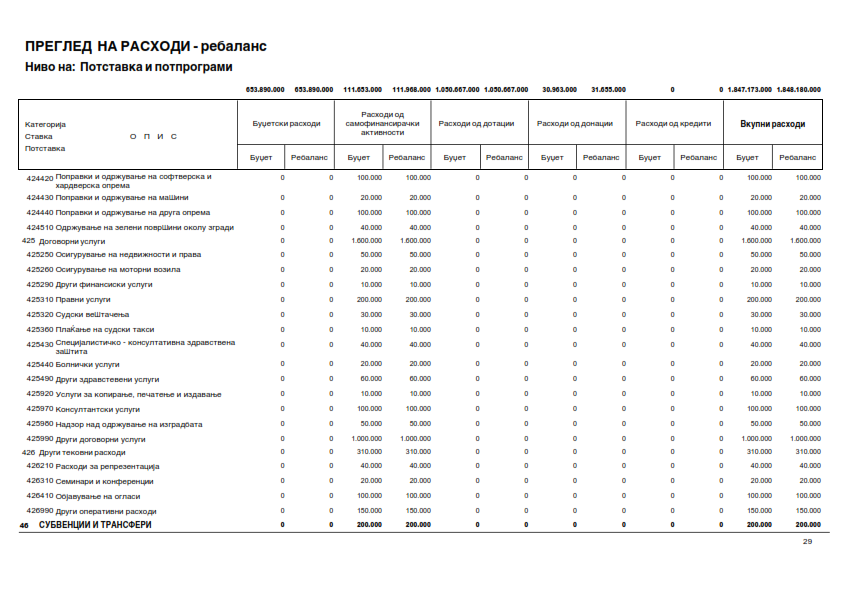 ПРЕГЛЕД НА РАСХОДИ - ребаланс
Ниво на: Потставка и потпрограми
653.890.000 653.890.000 111.653.000 111.968.000 1.050.667.000 1.050.667.000 30.963.000 31.655.000 0 0 1.847.173.000 1.848.180.000
Категорија
Ставка О П И С
Потставка
Буџетски расходи
Расходи од
самофинансирачки
активности
Расходи од дотации
Расходи од донации
Расходи од кредити
Вкупни расходи
Буџет Ребаланс Буџет Ребаланс Буџет Ребаланс Буџет Ребаланс Буџет Ребаланс Буџет Ребаланс
424420 Поправки и одржување на софтверска и 0 0 100.000 100.000 0 0 0 0 0 0 100.000 100.000
хардверска опрема
424430 Поправки и одржување на маШини 0 0 20.000 20.000 0 0 0 0 0 0 20.000 20.000
424440 Поправки и одржување на друга опрема 0 0 100.000 100.000 0 0 0 0 0 0 100.000 100.000
424510 Одржување на зелени површини околу згради 0 0 40.000 40.000 0 0 0 0 0 0 40.000 40.000
425 Договорни услуги 0 0 1.600.000 1.600.000 0 0 0 0 0 0 1.600.000 1.600.000
425250 Осигурување на недвижности и права 0 0 50.000 50.000 0 0 0 0 0 0 50.000 50.000
425260 Осигурување на моторни возила 0 0 20.000 20.000 0 0 0 0 0 0 20.000 20.000
425290 Други финансиски услуги 0 0 10.000 10.000 0 0 0 0 0 0 10.000 10.000
425310 Правни услуги 0 0 200.000 200.000 0 0 0 0 0 0 200.000 200.000
425320 Судски веШтачења 0 0 30.000 30.000 0 0 0 0 0 0 30.000 30.000
425360 ПлаЌање на судски такси 0 0 10.000 10.000 0 0 0 0 0 0 10.000 10.000
425430 Специјалистичко - консултативна здравствена 0 0 40.000 40.000 0 0 0 0 0 0 40.000 40.000
заШтита
425440 Болнички услуги 0 0 20.000 20.000 0 0 0 0 0 0 20.000 20.000
425490 Други здравствевени услуги 0 0 60.000 60.000 0 0 0 0 0 0 60.000 60.000
425920 Услуги за копирање, печатење и издавање 0 0 10.000 10.000 0 0 0 0 0 0 10.000 10.000
425970 Консултантски услуги 0 0 100.000 100.000 0 0 0 0 0 0 100.000 100.000
425980 Надзор над одржување на изградбата 0 0 50.000 50.000 0 0 0 0 0 0 50.000 50.000
425990 Други договорни услуги 0 0 1.000.000 1.000.000 0 0 0 0 0 0 1.000.000 1.000.000
426 Други тековни расходи 0 0 310.000 310.000 0 0 0 0 0 0 310.000 310.000
426210 Расходи за репрезентација 0 0 40.000 40.000 0 0 0 0 0 0 40.000 40.000
426310 Семинари и конференции 0 0 20.000 20.000 0 0 0 0 0 0 20.000 20.000
426410 Објавување на огласи 0 0 100.000 100.000 0 0 0 0 0 0 100.000 100.000
426990 Други оперативни расходи 0 0 150.000 150.000 0 0 0 0 0 0 150.000 150.000
46 СУБВЕНЦИИ И ТРАНСФЕРИ 0 0 200.000 200.000 0 0 0 0 0 0 200.000 200.000
29